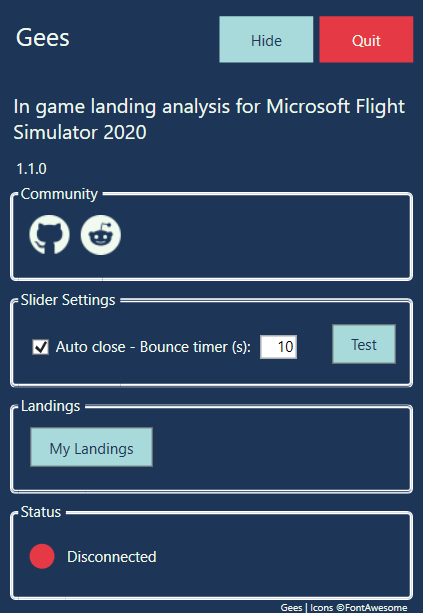 Gees
Hide
Quit
In game landing analysis for Microsoft Flight
Simulator 2020
1.1.0
Community
Slider Settings
Auto close - Bounce timer (s):
10
Test
Landings
My Landings
Status
Disconnected
Gees | Icons ©FontAwesome